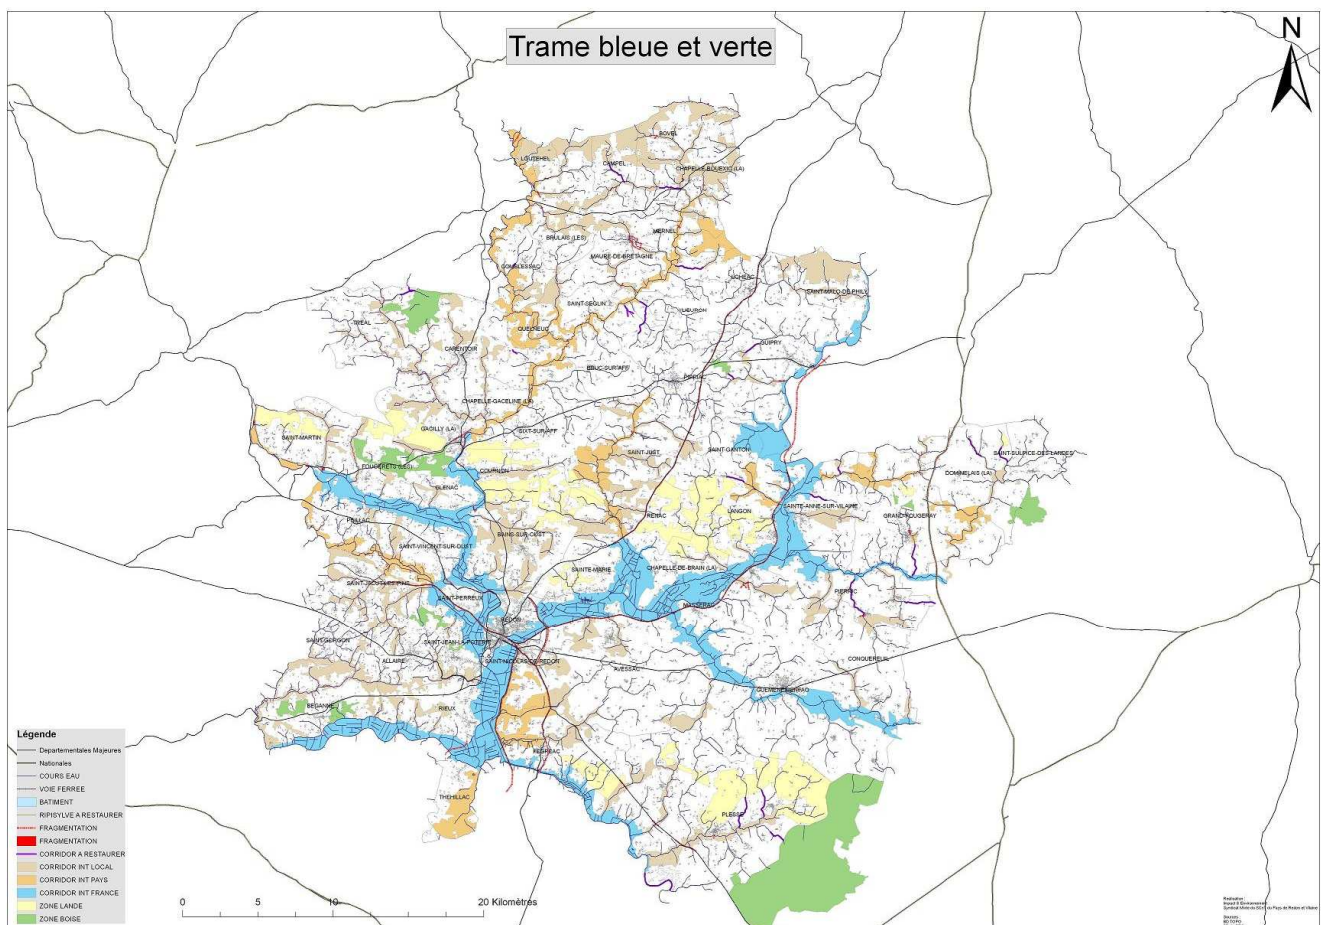 Trame bleue et verte
N
BOVEL
LOUTEHEL
CAMPEL
CHAPELLE-BOUEXIC (LA)
MERNEL
BRULAIS (LES)
MAURE-DE-BRETAGNE
COMBLESSAC
SAINT-MALO-DE-PHILY
SAINT-SEGLIN
LIEURON
TREAL
QUELNEUC
GUIPRY
CARENTOIR
BRUC-SUR-AFF
PIPRIAC
CHAPELLE-GACELINE (LA)
GACILLY (LA)
SIXT-SUR-AFF
SAINT-MARTIN
SAINT-JUST
SAINT-GANTON
SAINT-SULPICE-DES-LANDES
FOUGERETS (LES)
COURNON
DOMINELAIS (LA)
GLENAC
SAINTE-ANNE-SUR-VILAINE
LANGON
RENAC
GRAND-FOUGERAY
PEILLAC
BAINS-SUR-OUST
SAINT-VINCENT-SUR-OUST
SAINTE-MARIE
CHAPELLE-DE-BRAIN (LA)
SAINT-JACUT-LES-PINS
PIERRIC
SAINT-PERREUX
MASSERAC
REDON
SAINT-GORGON
SAINT-JEAN-LA-POTERIE
ALLAIRE
SAINT-NICOLAS-DE-REDON
CONQUEREUIL
AVESSAC
GUEMENE-PENFAO
BEGANNE
RIEUX
FEGREAC
THEHILLAC
PLESSE
Légende
Departementales Majeures
Nationales
COURS EAU
VOIE FERREE
BATIMENT
RIPISYLVE A RESTAURER
FRAGMENTATION
FRAGMENTATION
CORRIDOR A RESTAURER
CORRIDOR INT LOCAL
CORRIDOR INT PAYS
CORRIDOR INT FRANCE
ZONE LANDE
ZONE BOISE
0 5 10 20 Kilomètres